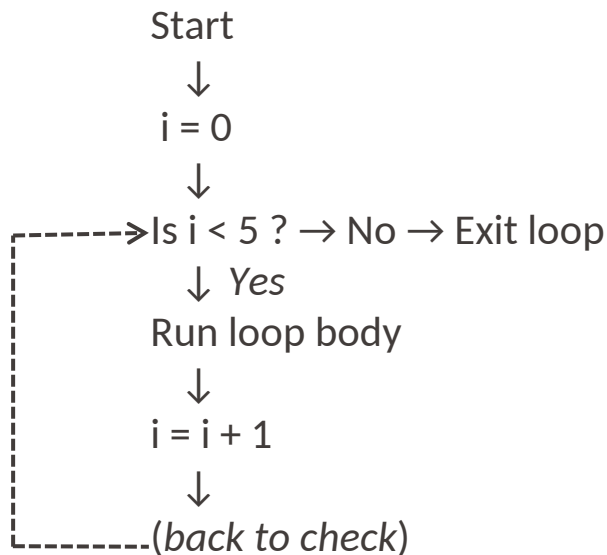 Start
↓
i = 0
↓
Is i < 5 ? → No → Exit loop
↓ Yes
Run loop body
↓
i = i + 1
↓
(back to check)